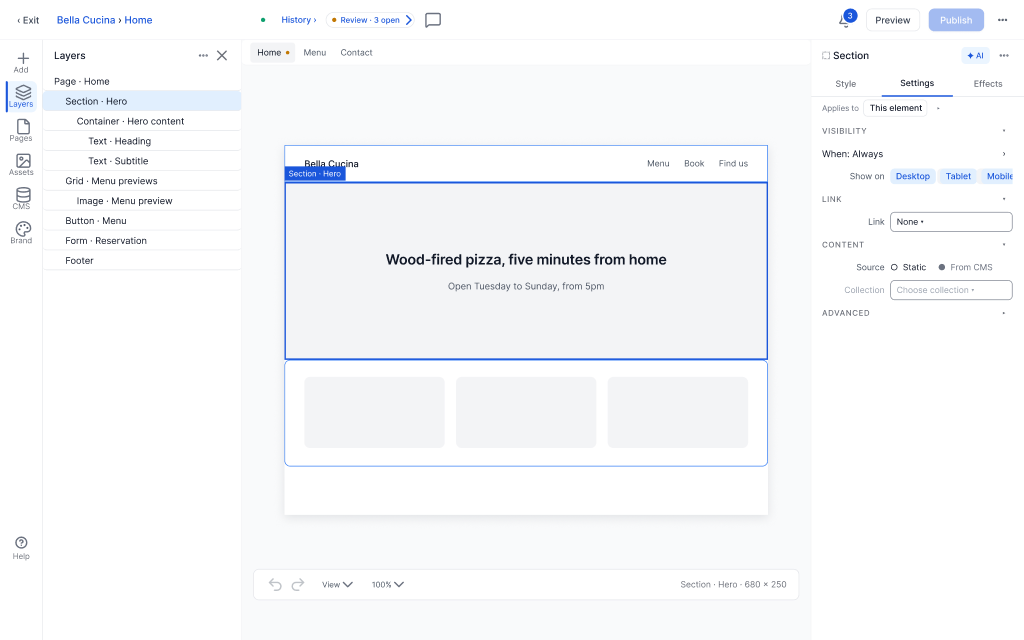 ‹ Exit
Bella Cucina › Home
History ›
Review · 3 open
3
Preview
Publish
Add
Layers
Pages
Assets
CMS
Brand
Help
Layers
Page · Home
Section · Hero
Container · Hero content
Text · Heading
Text · Subtitle
Grid · Menu previews
Image · Menu preview
Button · Menu
Form · Reservation
Footer
Home
Menu
Contact
Bella Cucina
Menu
Book
Find us
Section · Hero
Wood-fired pizza, five minutes from home
Open Tuesday to Sunday, from 5pm
View
100%
Section · Hero · 680 × 250
Section
AI
Style
Settings
Effects
Applies to
This element
VISIBILITY
When: Always
Show on
Desktop
Tablet
Mobile
LINK
Link
None
CONTENT
Source
Static
From CMS
Collection
Choose collection
ADVANCED